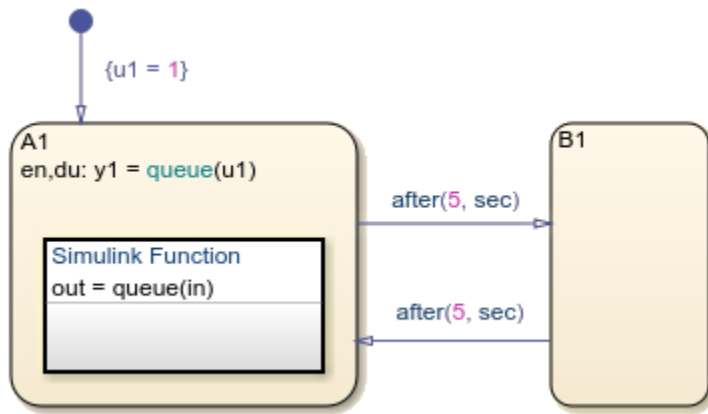 {u1 = 1}
A1
en,du: y1 = queue(u1)
Simulink Function
out = queue(in)
after(5, sec)
after(5, sec)
B1